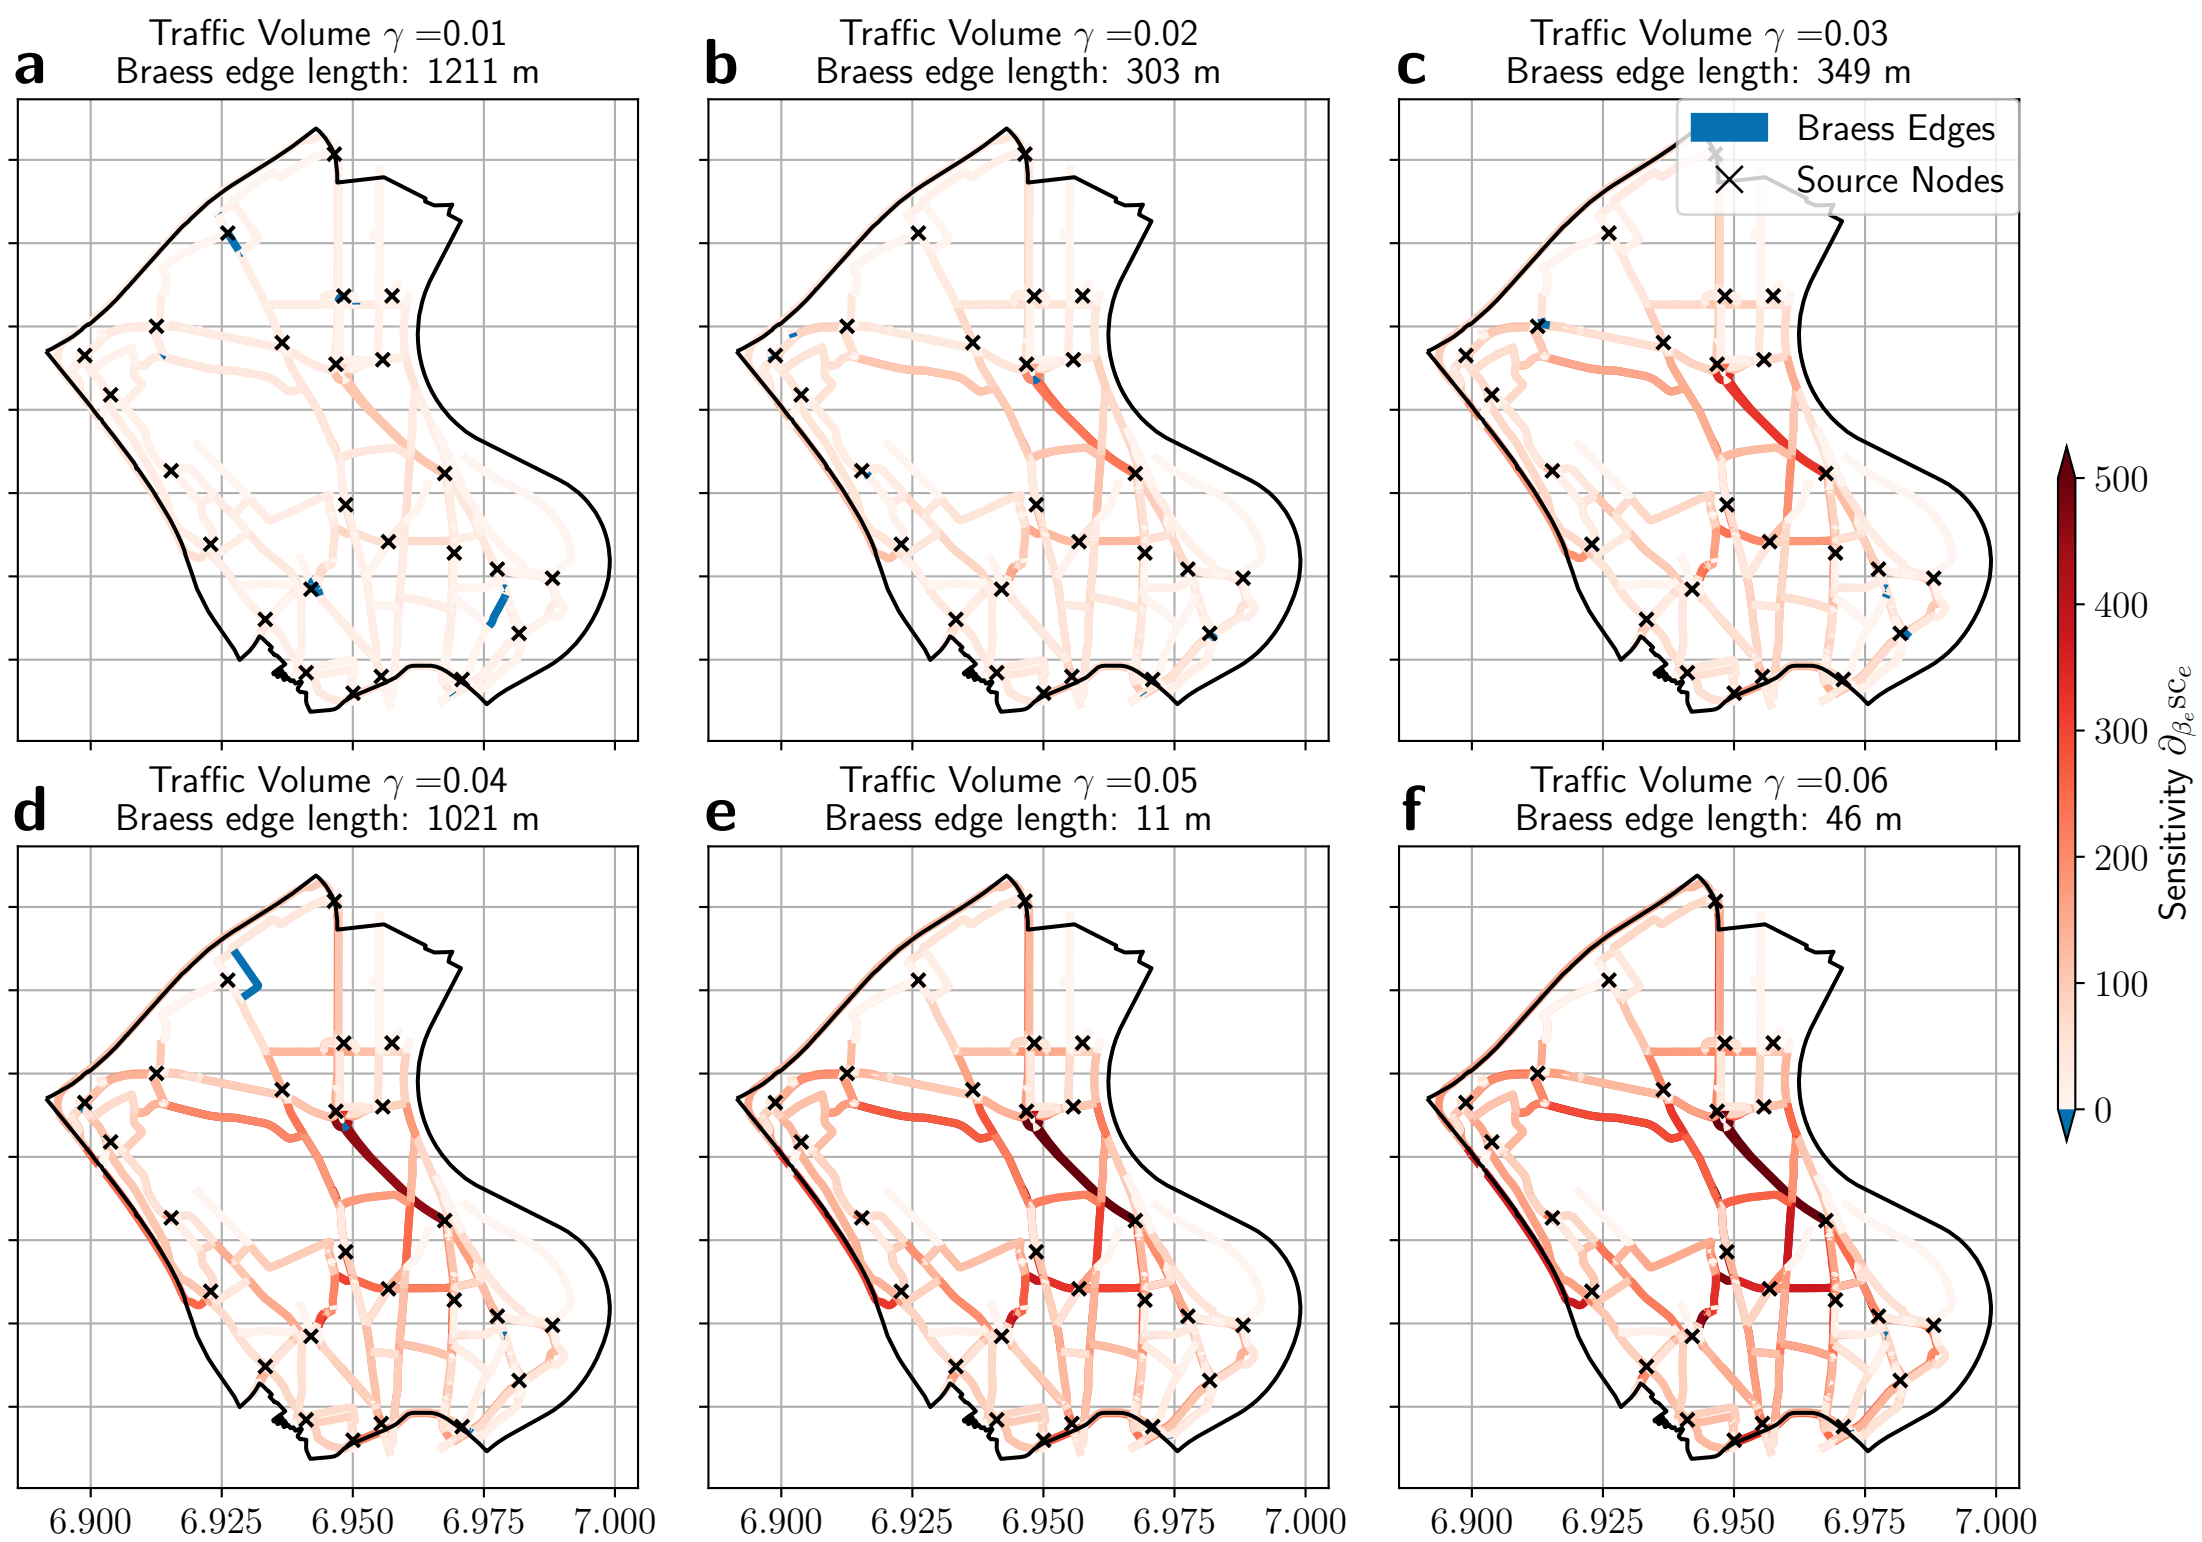 a
Traffic Volume γ =0.01
Braess edge length: 1211 m
b
Traffic Volume γ =0.02
Braess edge length: 303 m
c
Traffic Volume γ =0.03
Braess edge length: 349 m
Braess Edges
Source Nodes
d
Traffic Volume γ =0.04
Braess edge length: 1021 m
e
Traffic Volume γ =0.05
Braess edge length: 11 m
f
Traffic Volume γ =0.06
Braess edge length: 46 m
500
400
300
200
100
0
Sensitivity ∂βₑscₑ
6.900 6.925 6.950 6.975 7.000
6.900 6.925 6.950 6.975 7.000
6.900 6.925 6.950 6.975 7.000